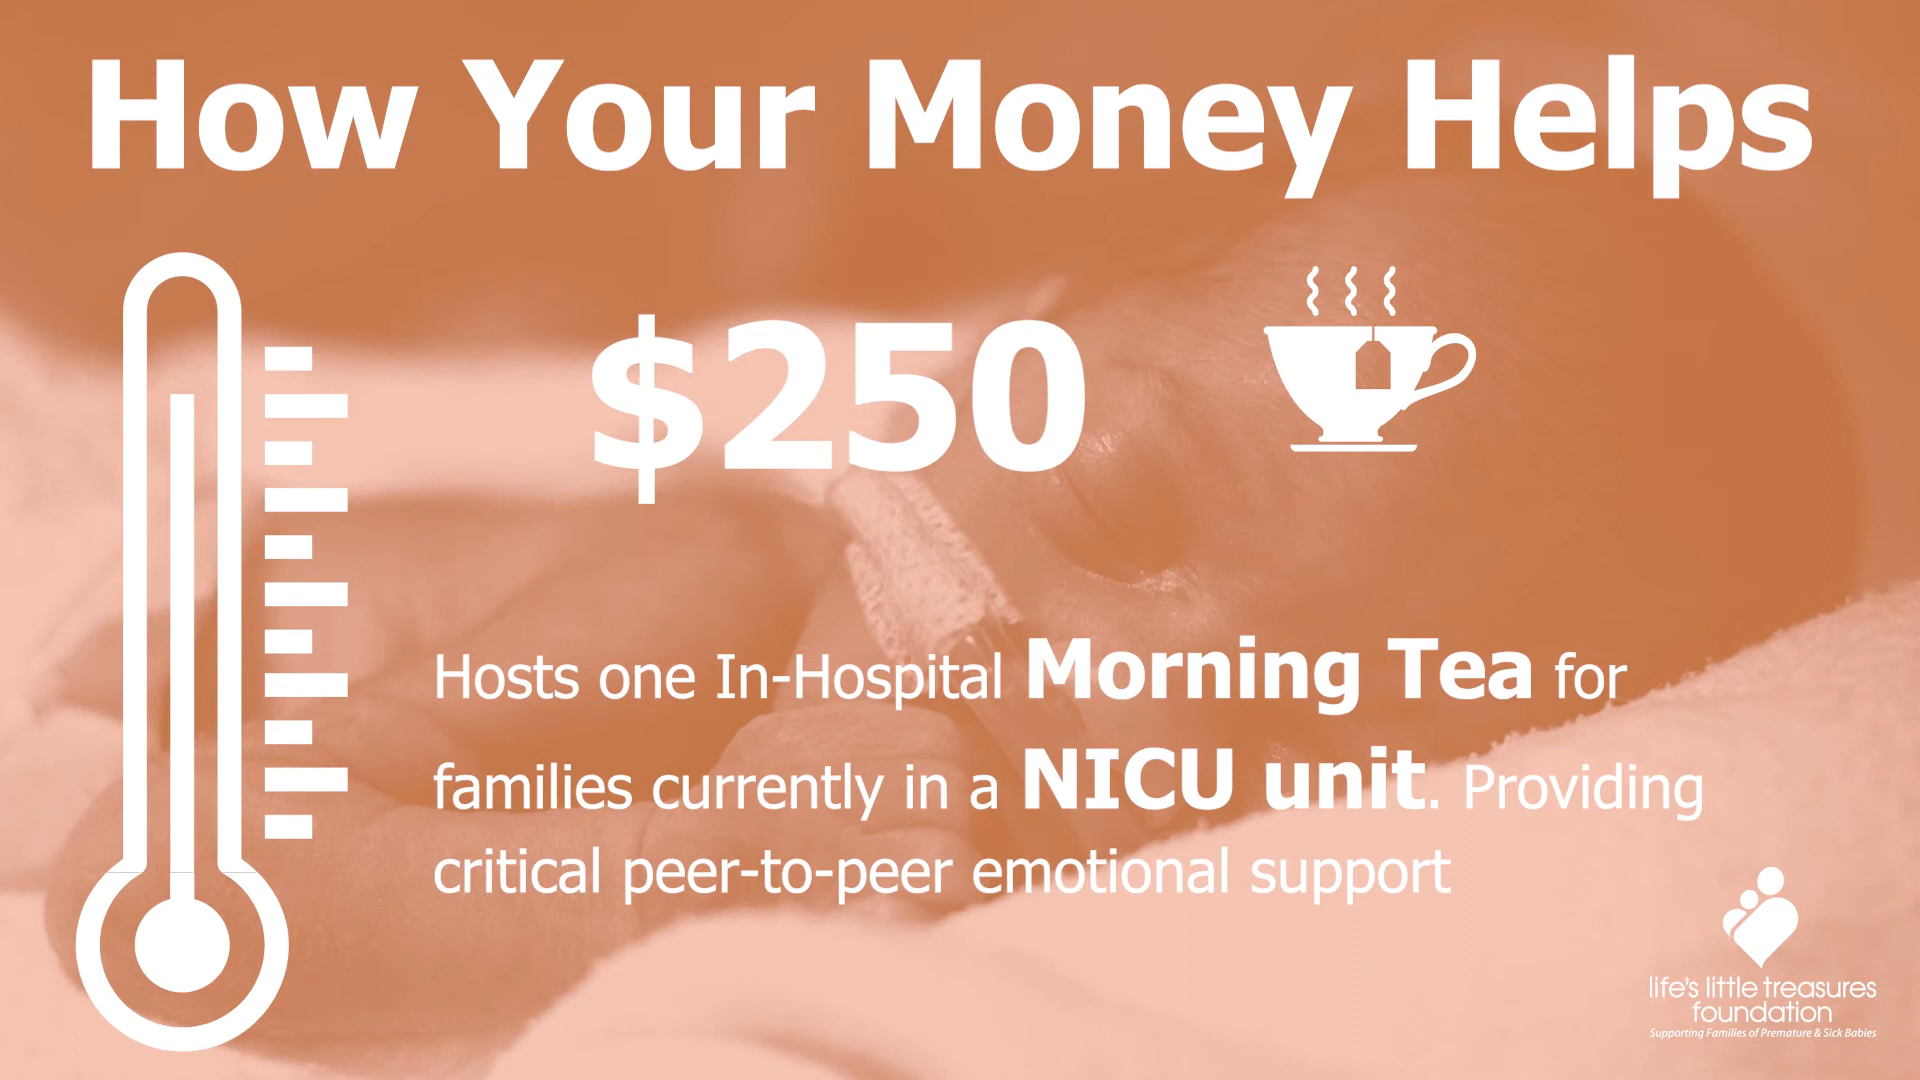 How Your Money Helps
$250
Hosts one In-Hospital Morning Tea for
families currently in a NICU unit. Providing
critical peer-to-peer emotional support
life's little treasures
foundation
Supporting Families of Premature & Sick Babies